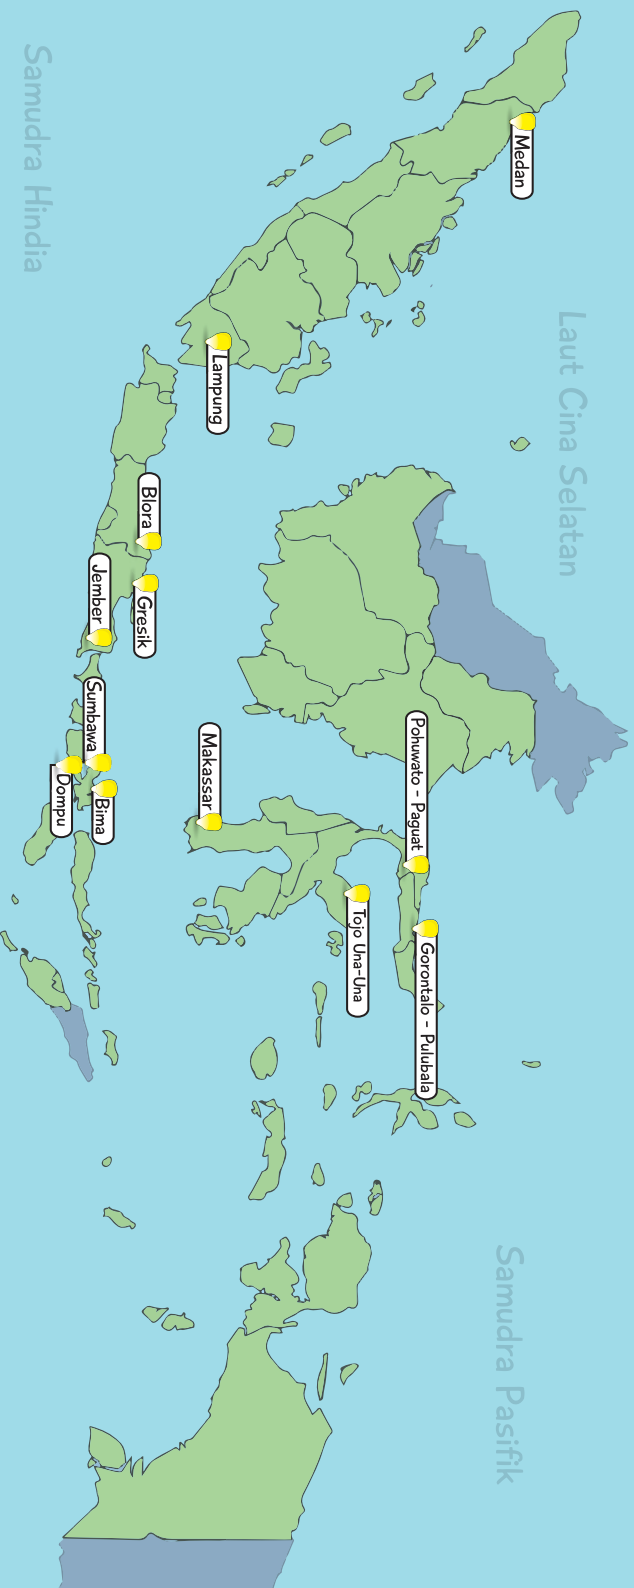 Laut Cina Selatan
Samudra Pasifik
Samudra Hindia
Medan
Lampung
Blora
Gresik
Jember
Sumbawa
Bima
Dompu
Makassar
Pohuwato - Paguat
Gorontalo - Pulubala
Tojo Una-Una